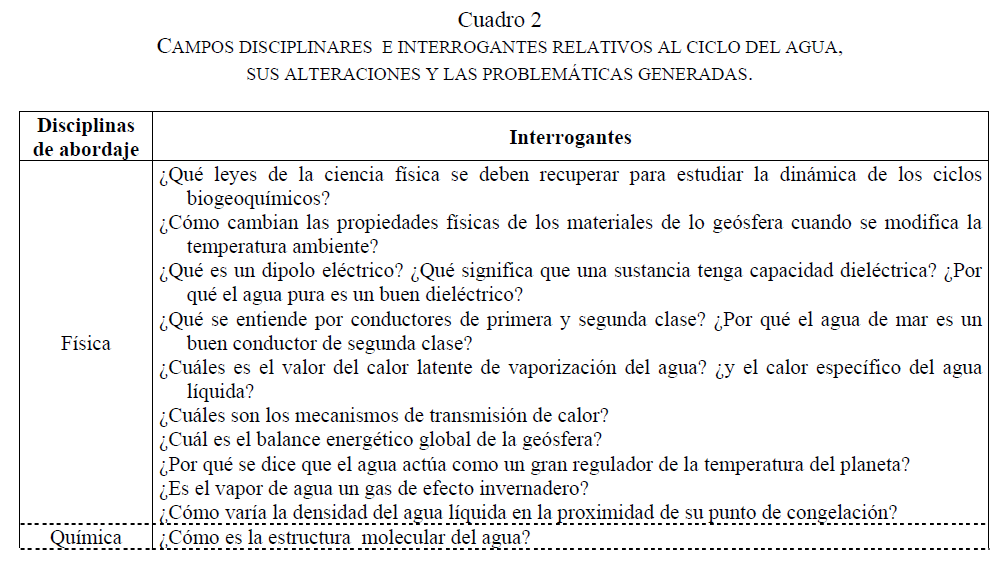 Cuadro 2
CAMPOS DISCIPLINARES E INTERROGANTES RELATIVOS AL CICLO DEL AGUA,
SUS ALTERACIONES Y LAS PROBLEMÁTICAS GENERADAS.
Disciplinas
de abordaje
Interrogantes
Física
¿Qué leyes de la ciencia física se deben recuperar para estudiar la dinámica de los ciclos
biogeoquímicos?
¿Cómo cambian las propiedades físicas de los materiales de lo geósfera cuando se modifica la
temperatura ambiente?
¿Qué es un dipolo eléctrico? ¿Qué significa que una sustancia tenga capacidad dieléctrica? ¿Por
qué el agua pura es un buen dieléctrico?
¿Qué se entiende por conductores de primera y segunda clase? ¿Por qué el agua de mar es un
buen conductor de segunda clase?
¿Cuáles es el valor del calor latente de vaporización del agua? ¿y el calor específico del agua
líquida?
¿Cuáles son los mecanismos de transmisión de calor?
¿Cuál es el balance energético global de la geósfera?
¿Por qué se dice que el agua actúa como un gran regulador de la temperatura del planeta?
¿Es el vapor de agua un gas de efecto invernadero?
¿Cómo varía la densidad del agua líquida en la proximidad de su punto de congelación?
Química
¿Cómo es la estructura molecular del agua?